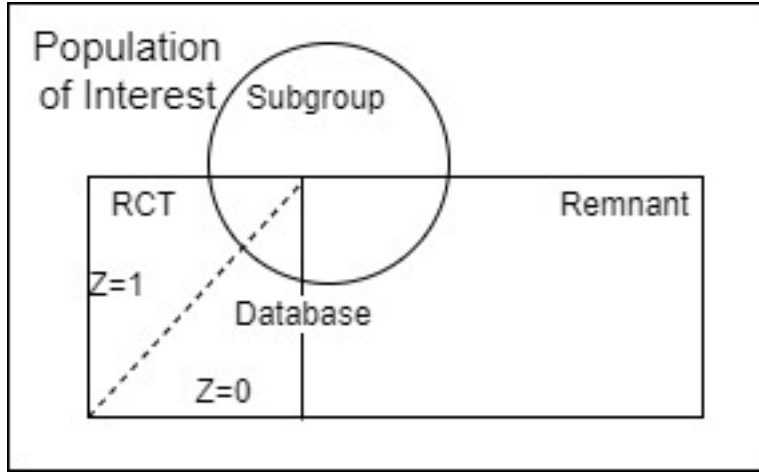 Population
of Interest
Subgroup
RCT
Remnant
Z=1
Database
Z=0